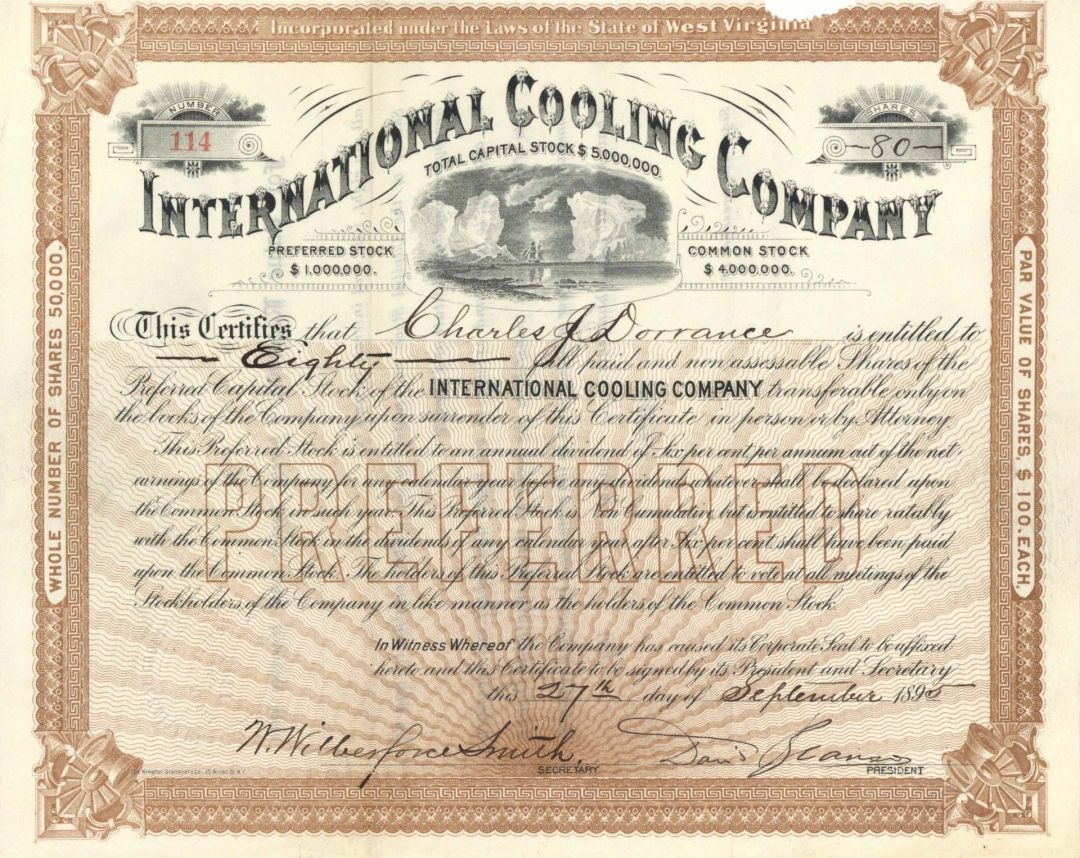 Incorporated under the Laws of the State of West Virginia
NUMBER
114
SHARES
80
INTERNATIONAL COOLING COMPANY
TOTAL CAPITAL STOCK $5,000,000.
PREFERRED STOCK
$1,000,000.
COMMON STOCK
$4,000,000.
WHOLE NUMBER OF SHARES 50,000.
PAR VALUE OF SHARES, $100. EACH.
This Certifies that Charles J Dorrance is entitled to
Eighty full paid and non assessable Shares of the
Preferred Capital Stock of the INTERNATIONAL COOLING COMPANY transferable only on
the books of the Company upon surrender of this Certificate in person or by Attorney.
This Preferred Stock is entitled to an annual dividend of Six per cent, per annum out of the net
earnings of the Company for any calendar year before any dividends whatever shall be declared upon
the Common Stock in such year. This Preferred Stock is Non Cumulative, but is entitled to share ratably
with the Common Stock in the dividends of any calendar year after Six per cent shall have been paid
upon the Common Stock. The holders of this Preferred Stock are entitled to vote at all meetings of the
Stockholders of the Company in like manner as the holders of the Common Stock.
PREFERRED
In Witness Whereof the Company has caused its Corporate Seal to be affixed
hereto and this Certificate to be signed by its President and Secretary
this 27th day of September 1895
W. Wilberforce Smith.
SECRETARY
PRESIDENT
The Kingdon Stationery Co., 25 Broad St. N.Y.